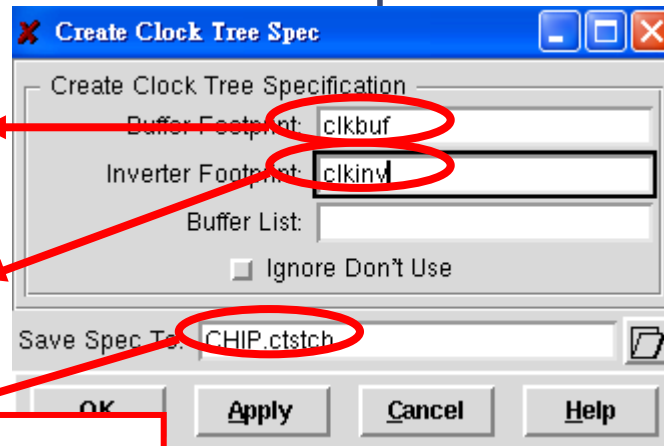 Create Clock Tree Spec
Create Clock Tree Specification
Buffer Footprint: clkbuf
Inverter Footprint: clkinv
Buffer List:
Ignore Don't Use
Save Spec To: CHIP.ctstch
OK Apply Cancel Help